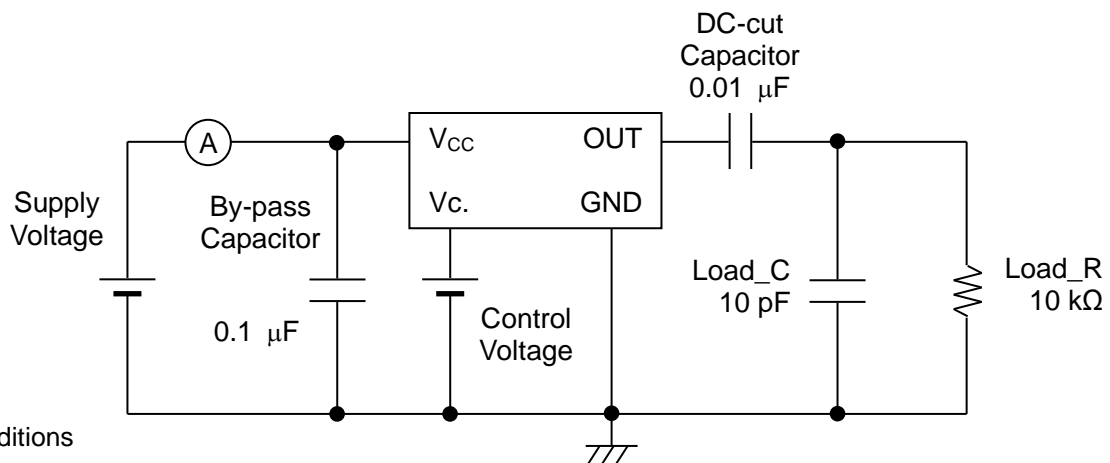 DC-cut
Capacitor
0.01 μF
A
VCC
OUT
Vc.
GND
Supply
Voltage
By-pass
Capacitor
0.1 μF
Control
Voltage
Load_C
10 pF
Load_R
10 kΩ
ditions